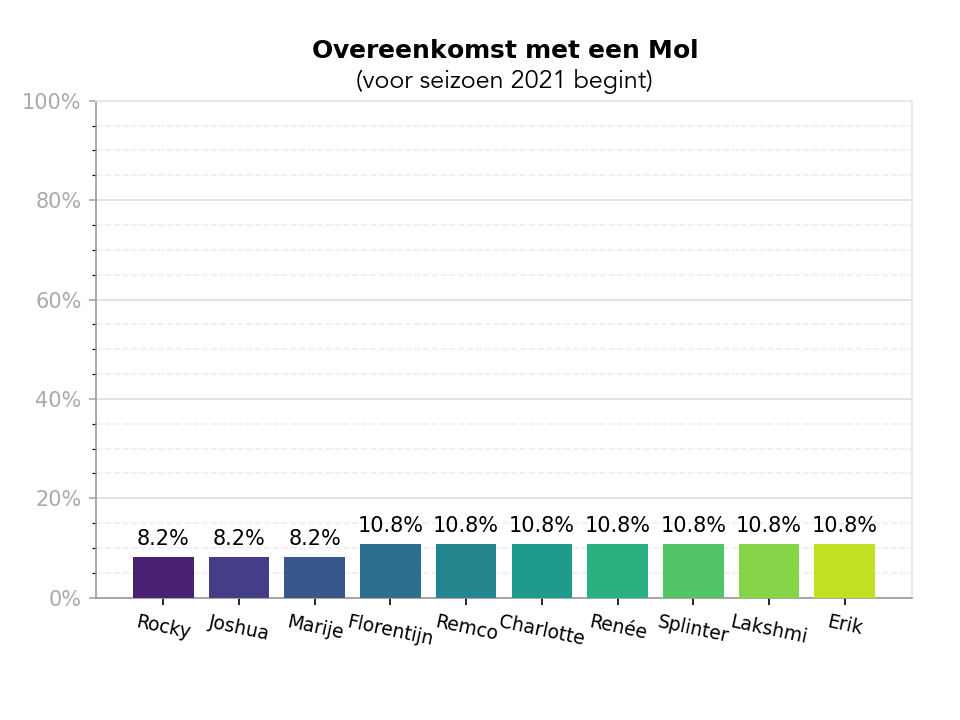 Overeenkomst met een Mol
(voor seizoen 2021 begint)
100%
80%
60%
40%
20%
0%
8.2% 8.2% 8.2% 10.8% 10.8% 10.8% 10.8% 10.8% 10.8% 10.8%
Rocky Joshua Marije Florentijn Remco Charlotte Renée Splinter Lakshmi Erik